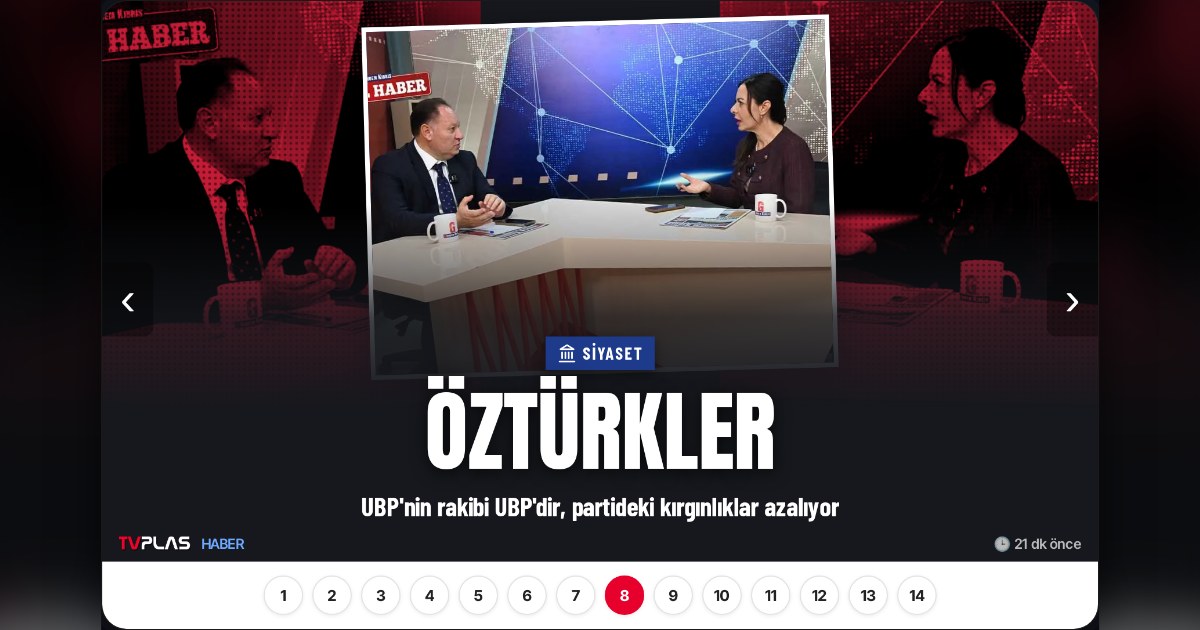 HABER
HABER
SİYASET
ÖZTÜRKLER
UBP'nin rakibi UBP'dir, partideki kırgınlıklar azalıyor
TVPLAS HABER
21 dk önce
1 2 3 4 5 6 7 8 9 10 11 12 13 14